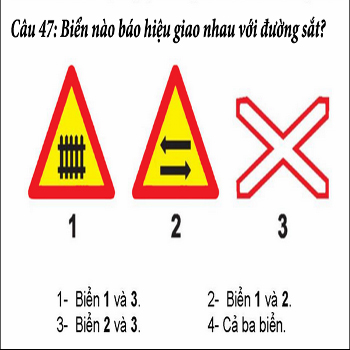 Câu 47: Biển nào báo hiệu giao nhau với đường sắt?
1 2 3
1- Biển 1 và 3. 2- Biển 1 và 2.
3- Biển 2 và 3. 4- Cả ba biển.